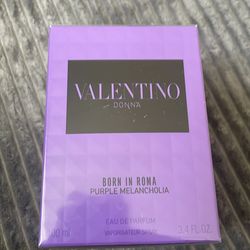 VALENTINO
DONNA
BORN IN ROMA
PURPLE MELANCHOLIA
EAU DE PARFUM
VAPORISATEUR SPRAY
100 ml
3.4 FL.OZ.